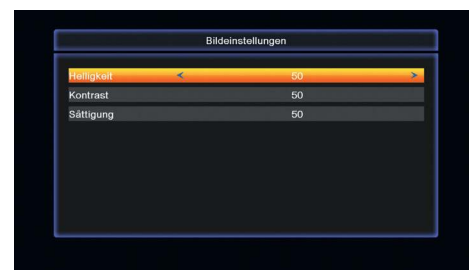 Bildeinstellungen
Helligkeit 50
Kontrast 50
Sättigung 50